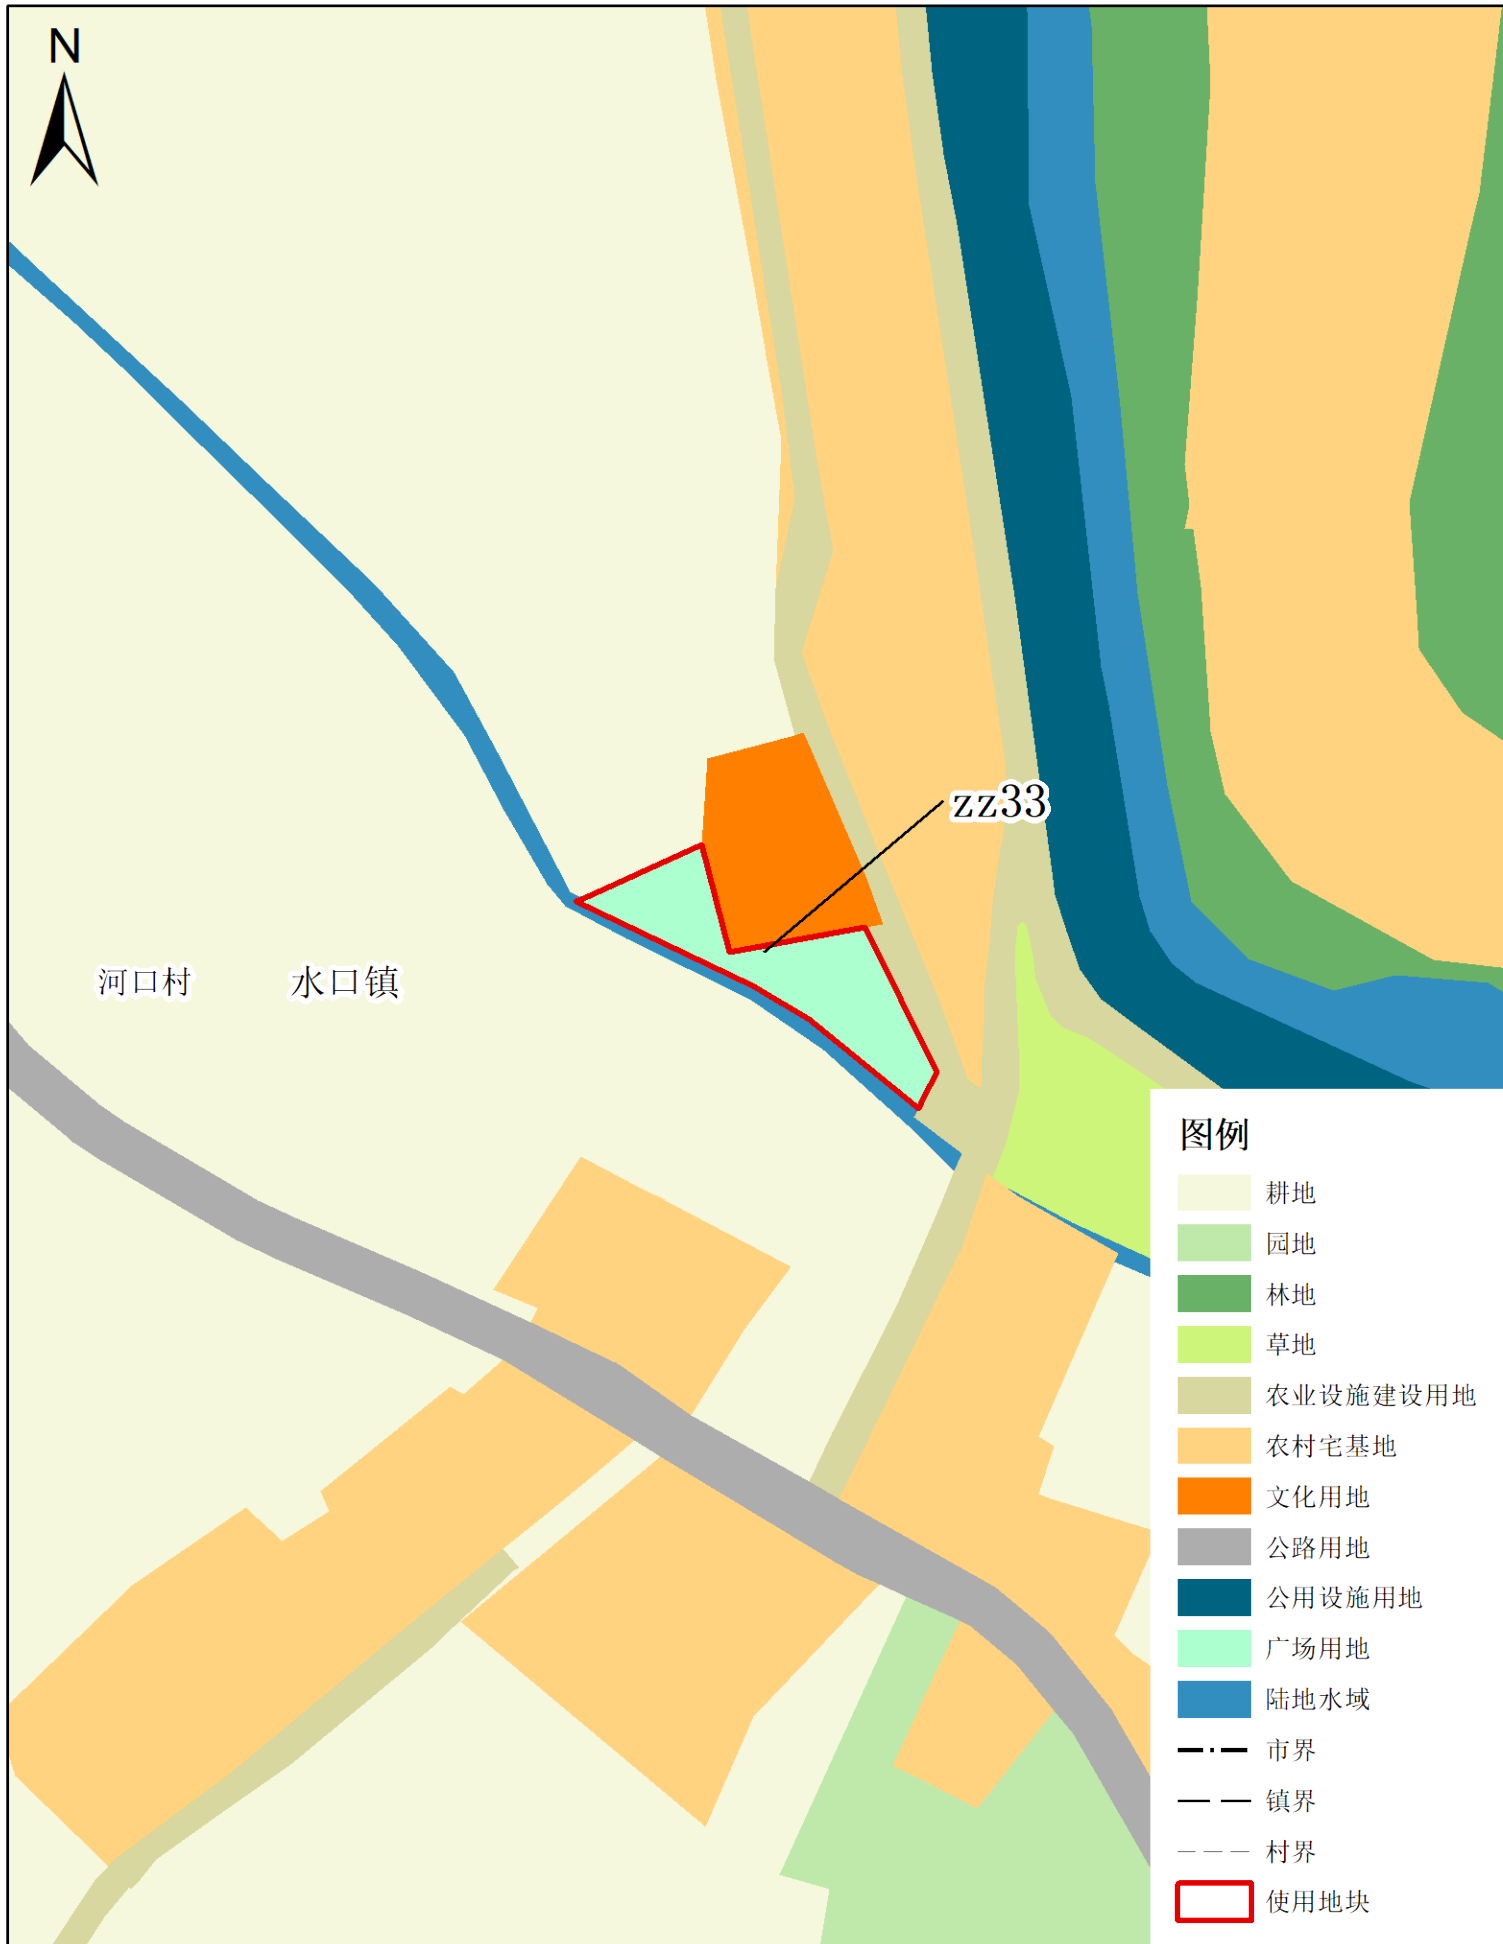 N
zz33
河口村
水口镇
图例
耕地
园地
林地
草地
农业设施建设用地
农村宅基地
文化用地
公路用地
公用设施用地
广场用地
陆地水域
市界
镇界
村界
使用地块